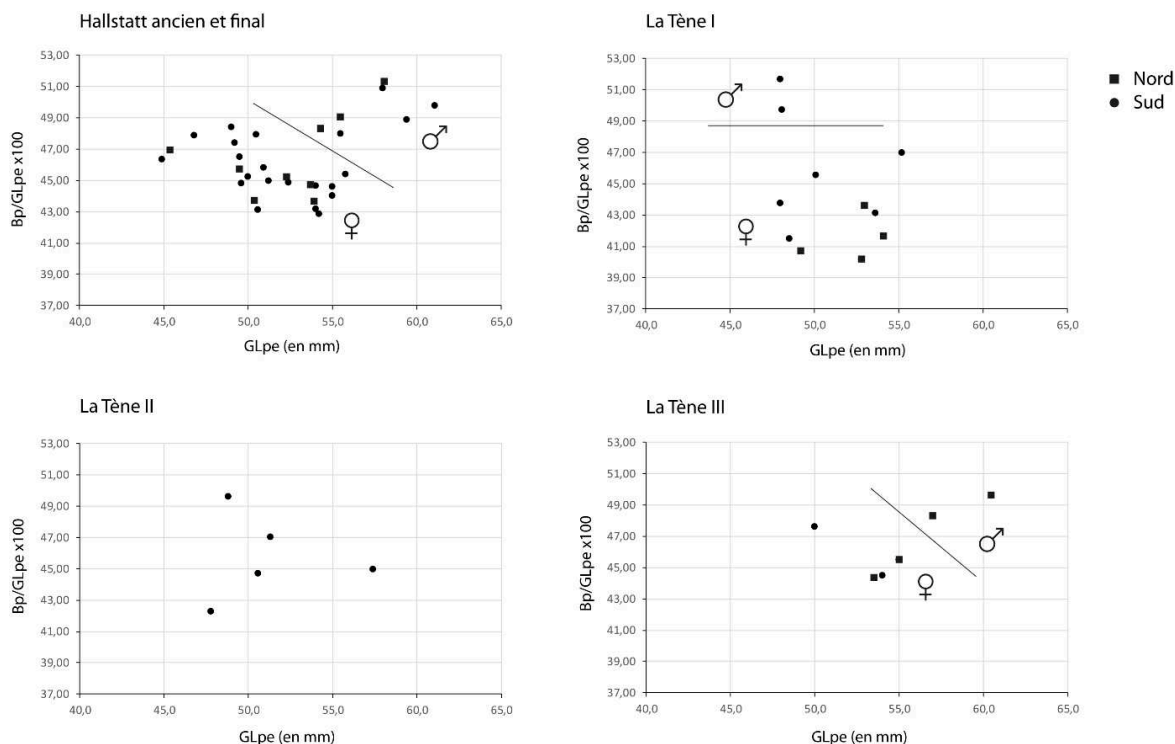 Hallstatt ancien et final
53,00
51,00
49,00
47,00
45,00
43,00
41,00
39,00
37,00
Bp/GLpe x100
40,0 45,0 50,0 55,0 60,0 65,0
GLpe (en mm)
La Tène I
53,00
51,00
49,00
47,00
45,00
43,00
41,00
39,00
37,00
Bp/GLpe x100
40,0 45,0 50,0 55,0 60,0 65,0
GLpe (en mm)
Nord
Sud
La Tène II
53,00
51,00
49,00
47,00
45,00
43,00
41,00
39,00
37,00
Bp/GLpe x100
40,0 45,0 50,0 55,0 60,0 65,0
GLpe (en mm)
La Tène III
53,00
51,00
49,00
47,00
45,00
43,00
41,00
39,00
37,00
Bp/GLpe x100
40,0 45,0 50,0 55,0 60,0 65,0
GLpe (en mm)